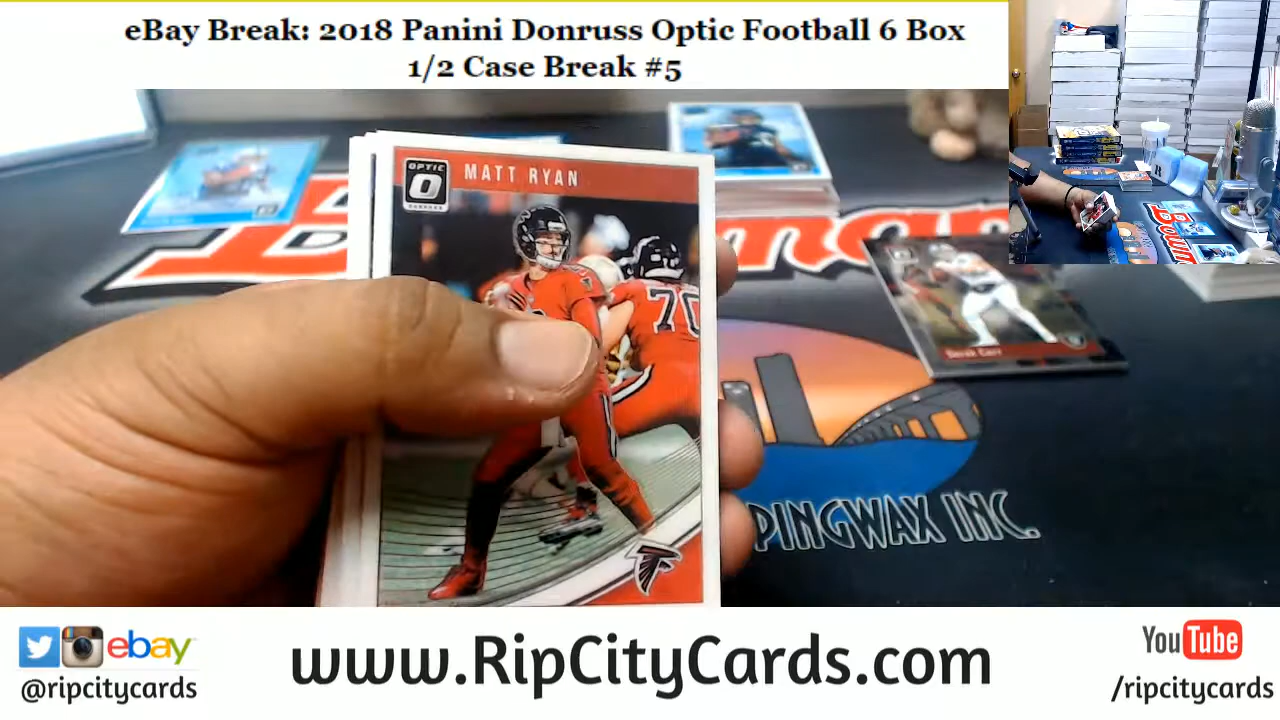 eBay Break: 2018 Panini Donruss Optic Football 6 Box
1/2 Case Break #5
OPTIC
MATT RYAN
70
Derek Carr
PINGWAX INC.
ebay
@ripcitycards
www.RipCityCards.com
YouTube
/ripcitycards